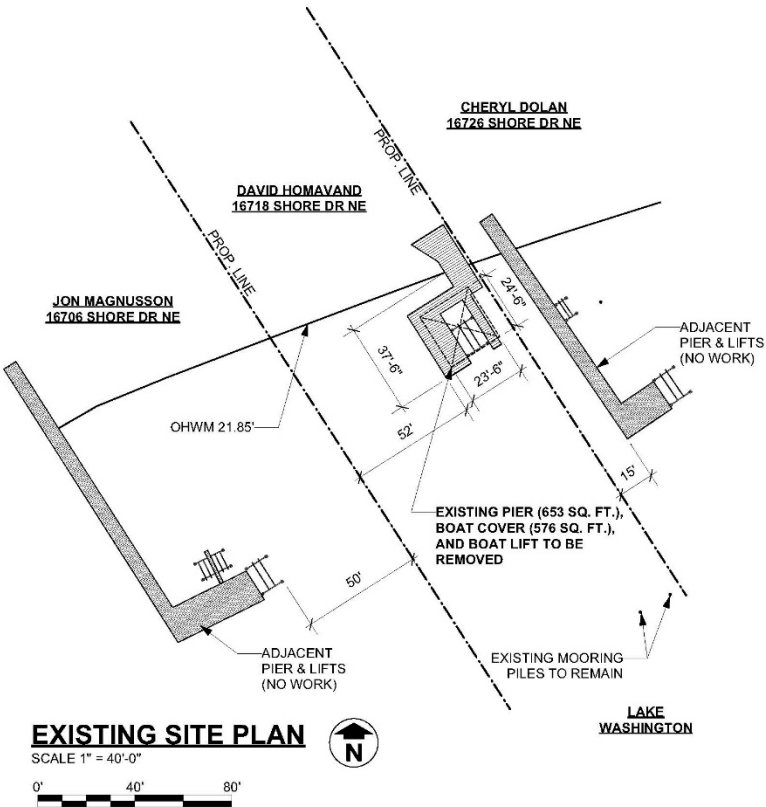 CHERYL DOLAN
16726 SHORE DR NE
PROP. LINE
DAVID HOMAVAND
16718 SHORE DR NE
PROP. LINE
JON MAGNUSSON
16706 SHORE DR NE
24'-6"
ADJACENT
PIER & LIFTS
(NO WORK)
37'-6"
23'-6"
OHWM 21.85'
52'
15'
EXISTING PIER (653 SQ. FT.),
BOAT COVER (576 SQ. FT.),
AND BOAT LIFT TO BE
REMOVED
50'
ADJACENT
PIER & LIFTS
(NO WORK)
EXISTING MOORING
PILES TO REMAIN
LAKE
WASHINGTON
EXISTING SITE PLAN
N
SCALE 1" = 40'-0"
0' 40' 80'